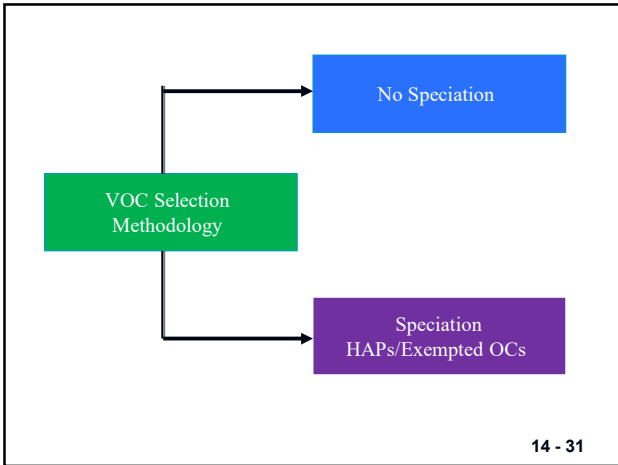 No Speciation
VOC Selection
Methodology
Speciation
HAPs/Exempted OCs
14 - 31